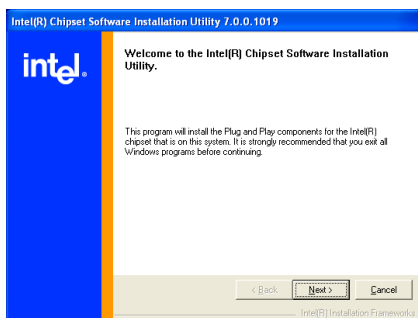 Intel(R) Chipset Software Installation Utility 7.0.0.1019
intel.
Welcome to the Intel(R) Chipset Software Installation
Utility.
This program will install the Plug and Play components for the Intel(R)
chipset that is on this system. It is strongly recommended that you exit all
Windows programs before continuing.
< Back Next > Cancel
Intel(R) Installation Frameworks